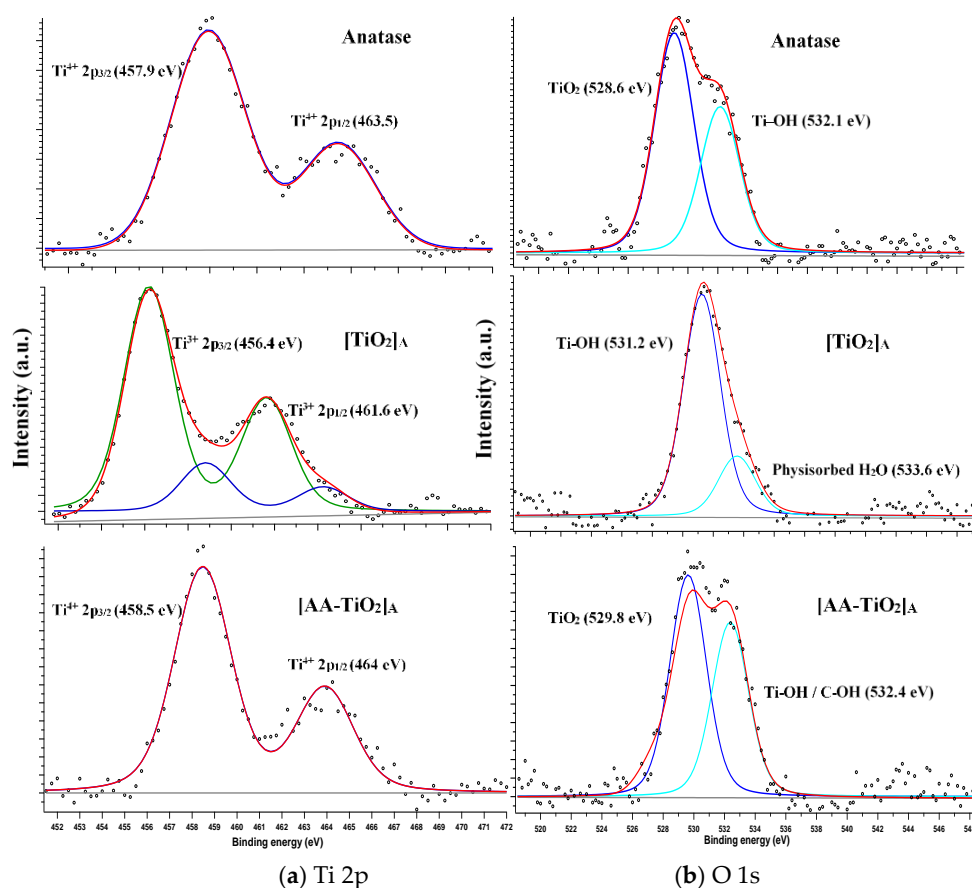 Anatase
Ti⁴⁺ 2p3/2 (457.9 eV)
Ti⁴⁺ 2p1/2 (463.5)
Anatase
TiO₂ (528.6 eV)
Ti–OH (532.1 eV)
Intensity (a.u.)
[TiO₂]A
Ti³⁺ 2p3/2 (456.4 eV)
Ti³⁺ 2p1/2 (461.6 eV)
Intensity (a.u.)
[TiO₂]A
Ti-OH (531.2 eV)
Physisorbed H₂O (533.6 eV)
[AA-TiO₂]A
Ti⁴⁺ 2p3/2 (458.5 eV)
Ti⁴⁺ 2p1/2 (464 eV)
[AA-TiO₂]A
TiO₂ (529.8 eV)
Ti-OH / C-OH (532.4 eV)
452 453 454 455 456 457 458 459 460 461 462 463 464 465 466 467 468 469 470 471 472
Binding energy (eV)
520 522 524 526 528 530 532 534 536 538 540 542 544 546
Binding energy (eV)
(a) Ti 2p
(b) O 1s